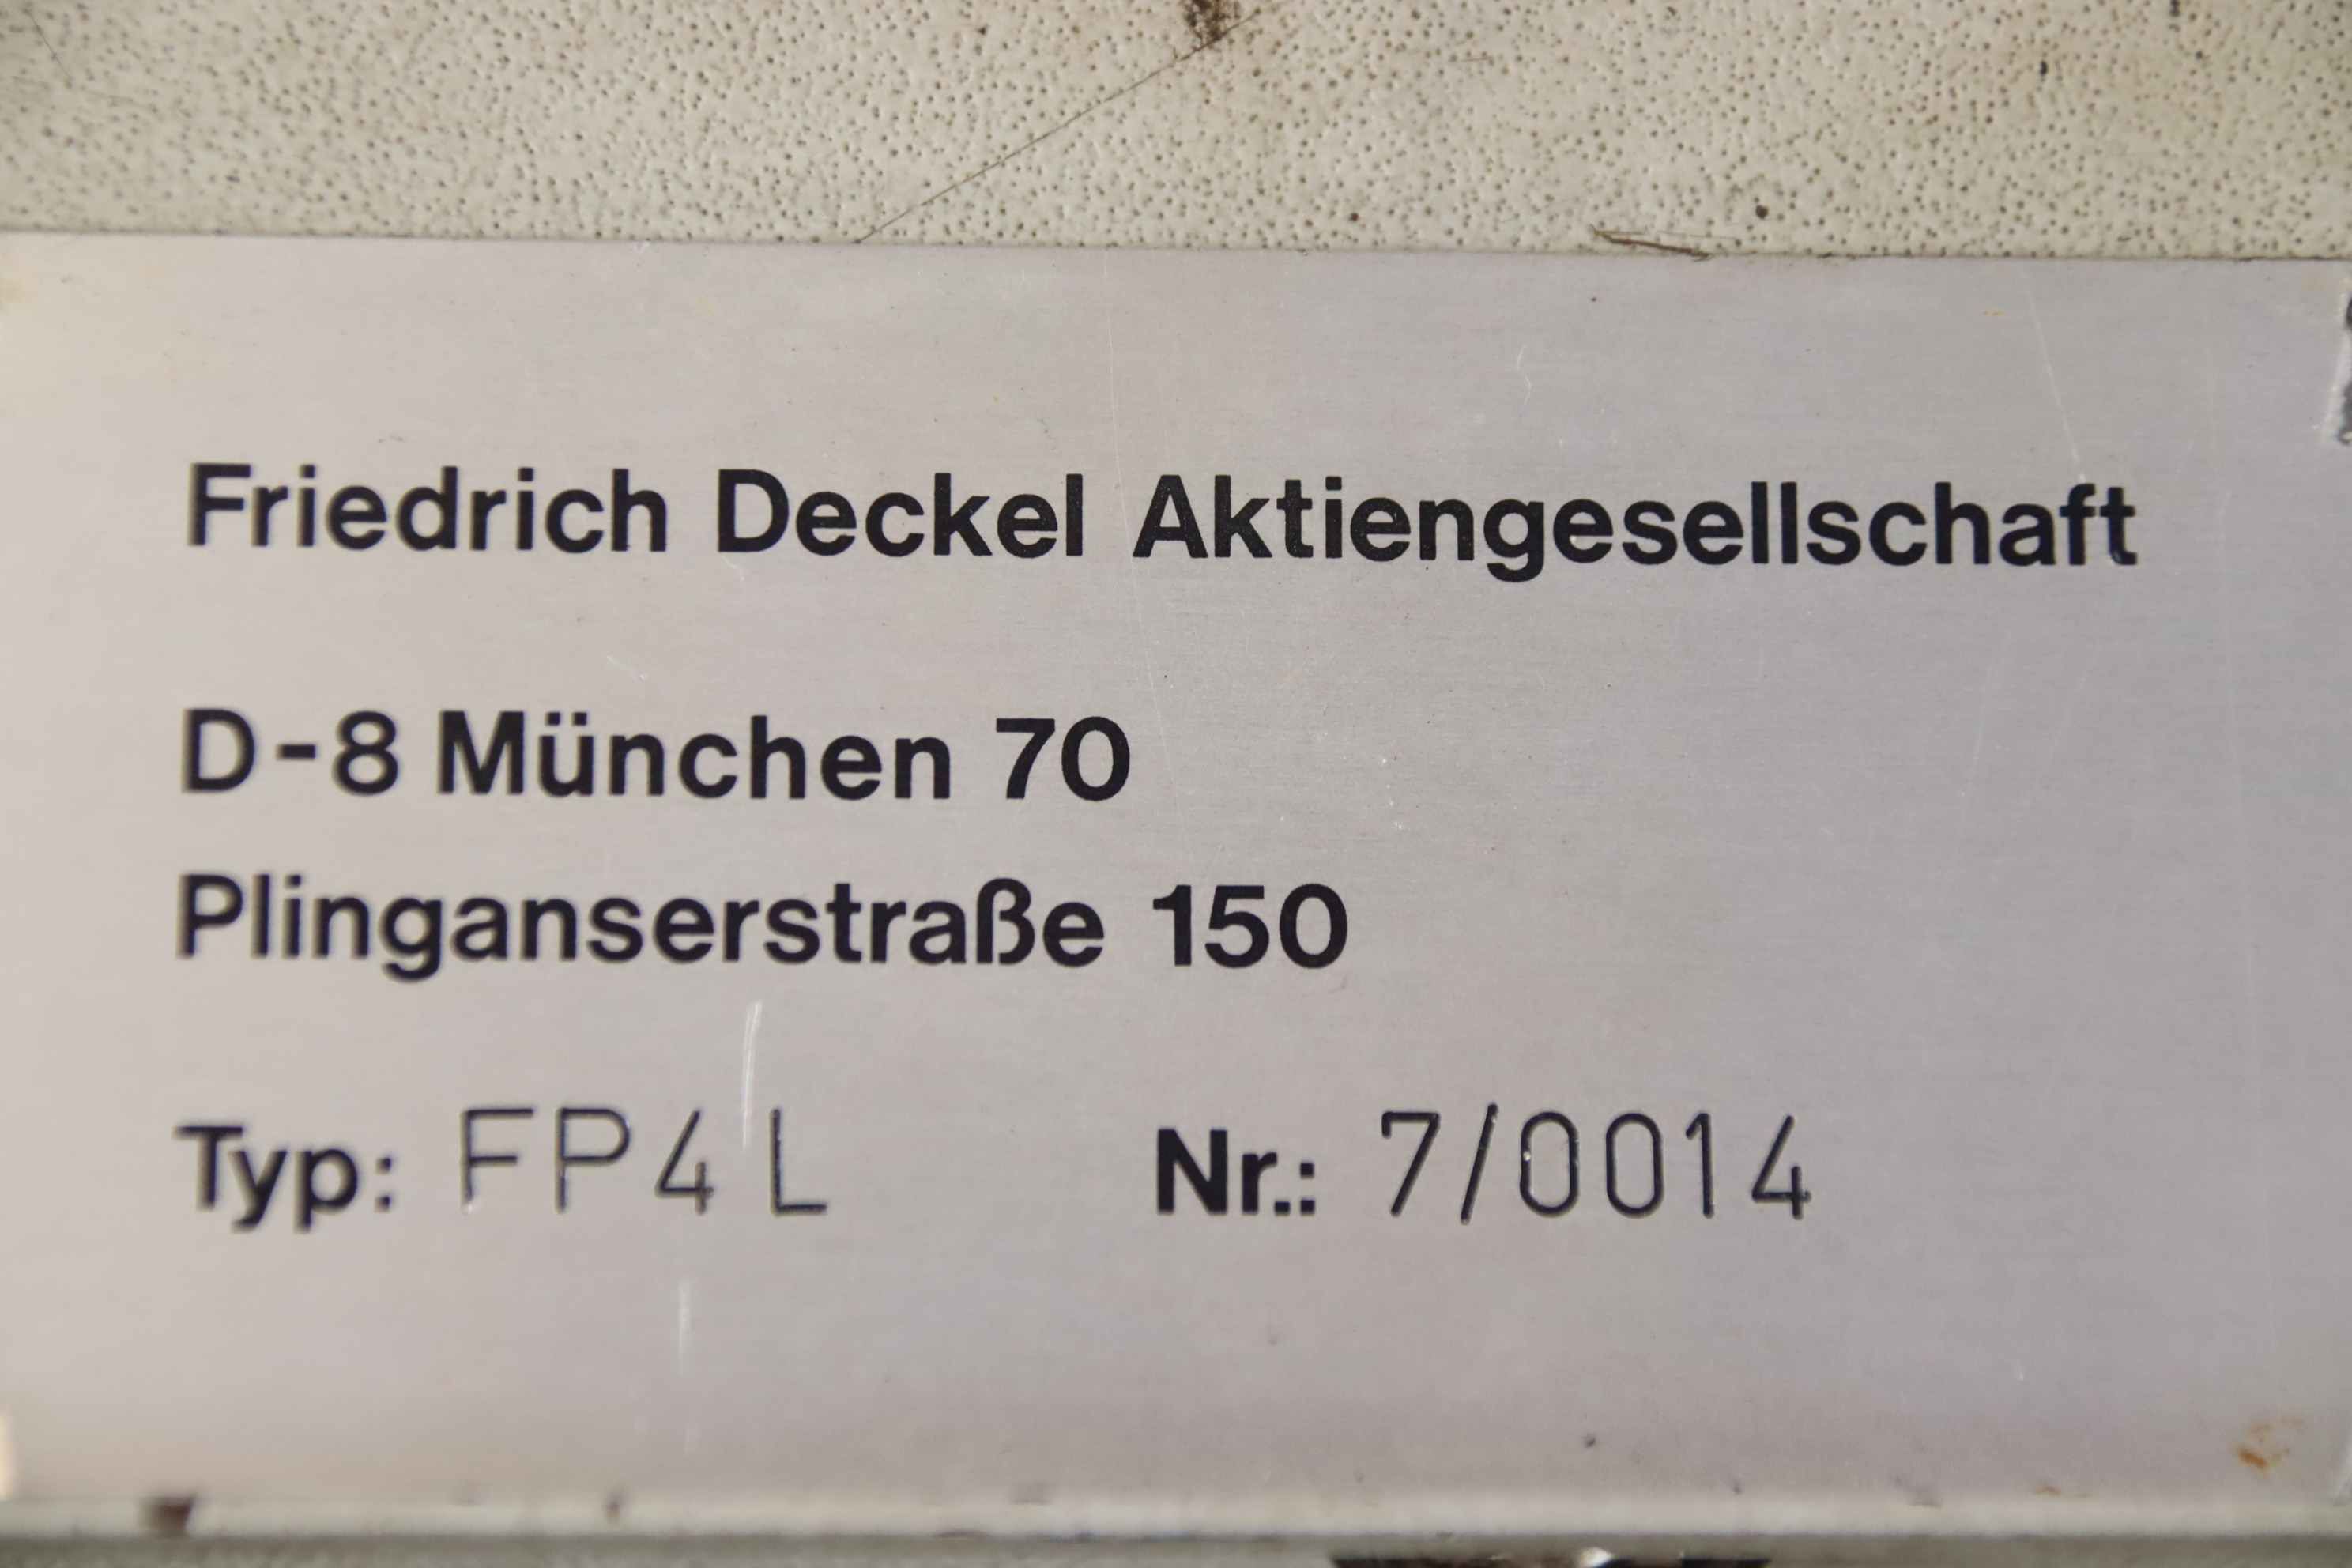 Friedrich Deckel Aktiengesellschaft
D-8 München 70
Plinganserstraße 150
Typ: FP4L Nr.: 7/0014